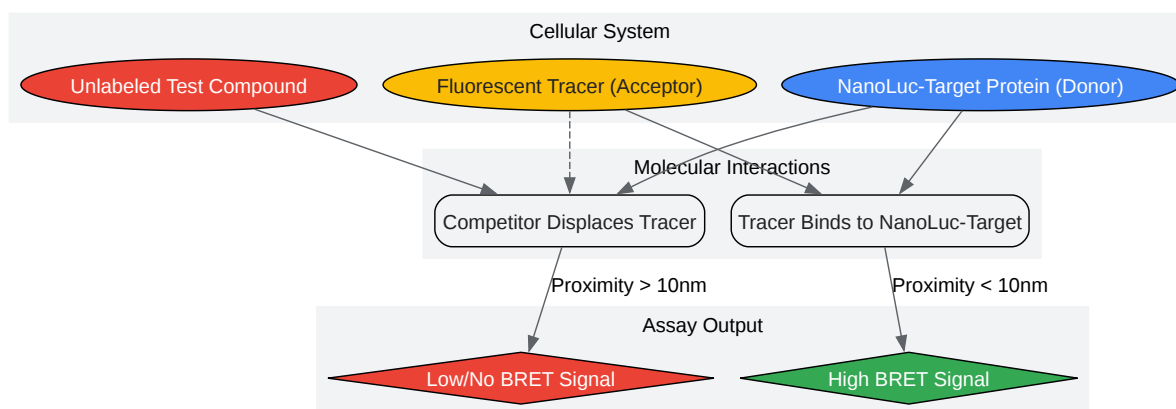 Cellular System
Unlabeled Test Compound
Fluorescent Tracer (Acceptor)
NanoLuc-Target Protein (Donor)
Molecular Interactions
Competitor Displaces Tracer
Tracer Binds to NanoLuc-Target
Proximity > 10nm
Proximity < 10nm
Assay Output
Low/No BRET Signal
High BRET Signal